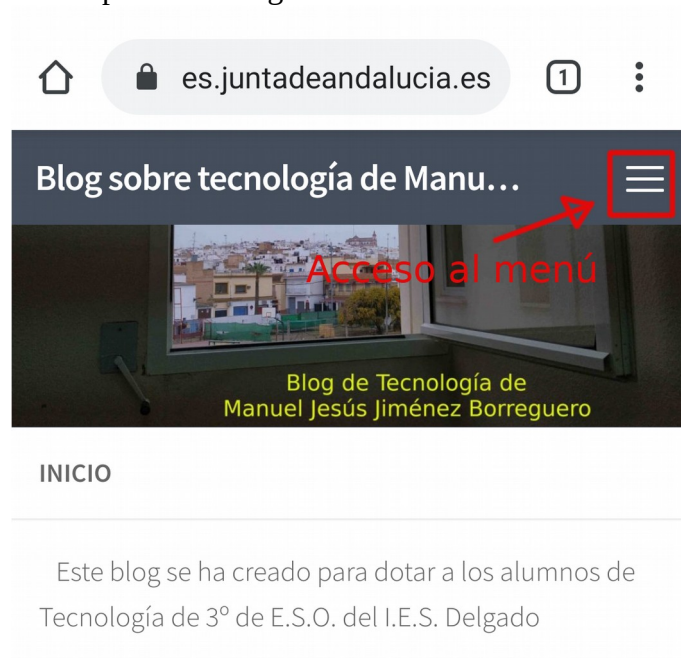 es.juntadeandalucia.es
1
Blog sobre tecnología de Manu...
Acceso al menú
Blog de Tecnología de
Manuel Jesús Jiménez Borreguero
INICIO
Este blog se ha creado para dotar a los alumnos de
Tecnología de 3º de E.S.O. del I.E.S. Delgado